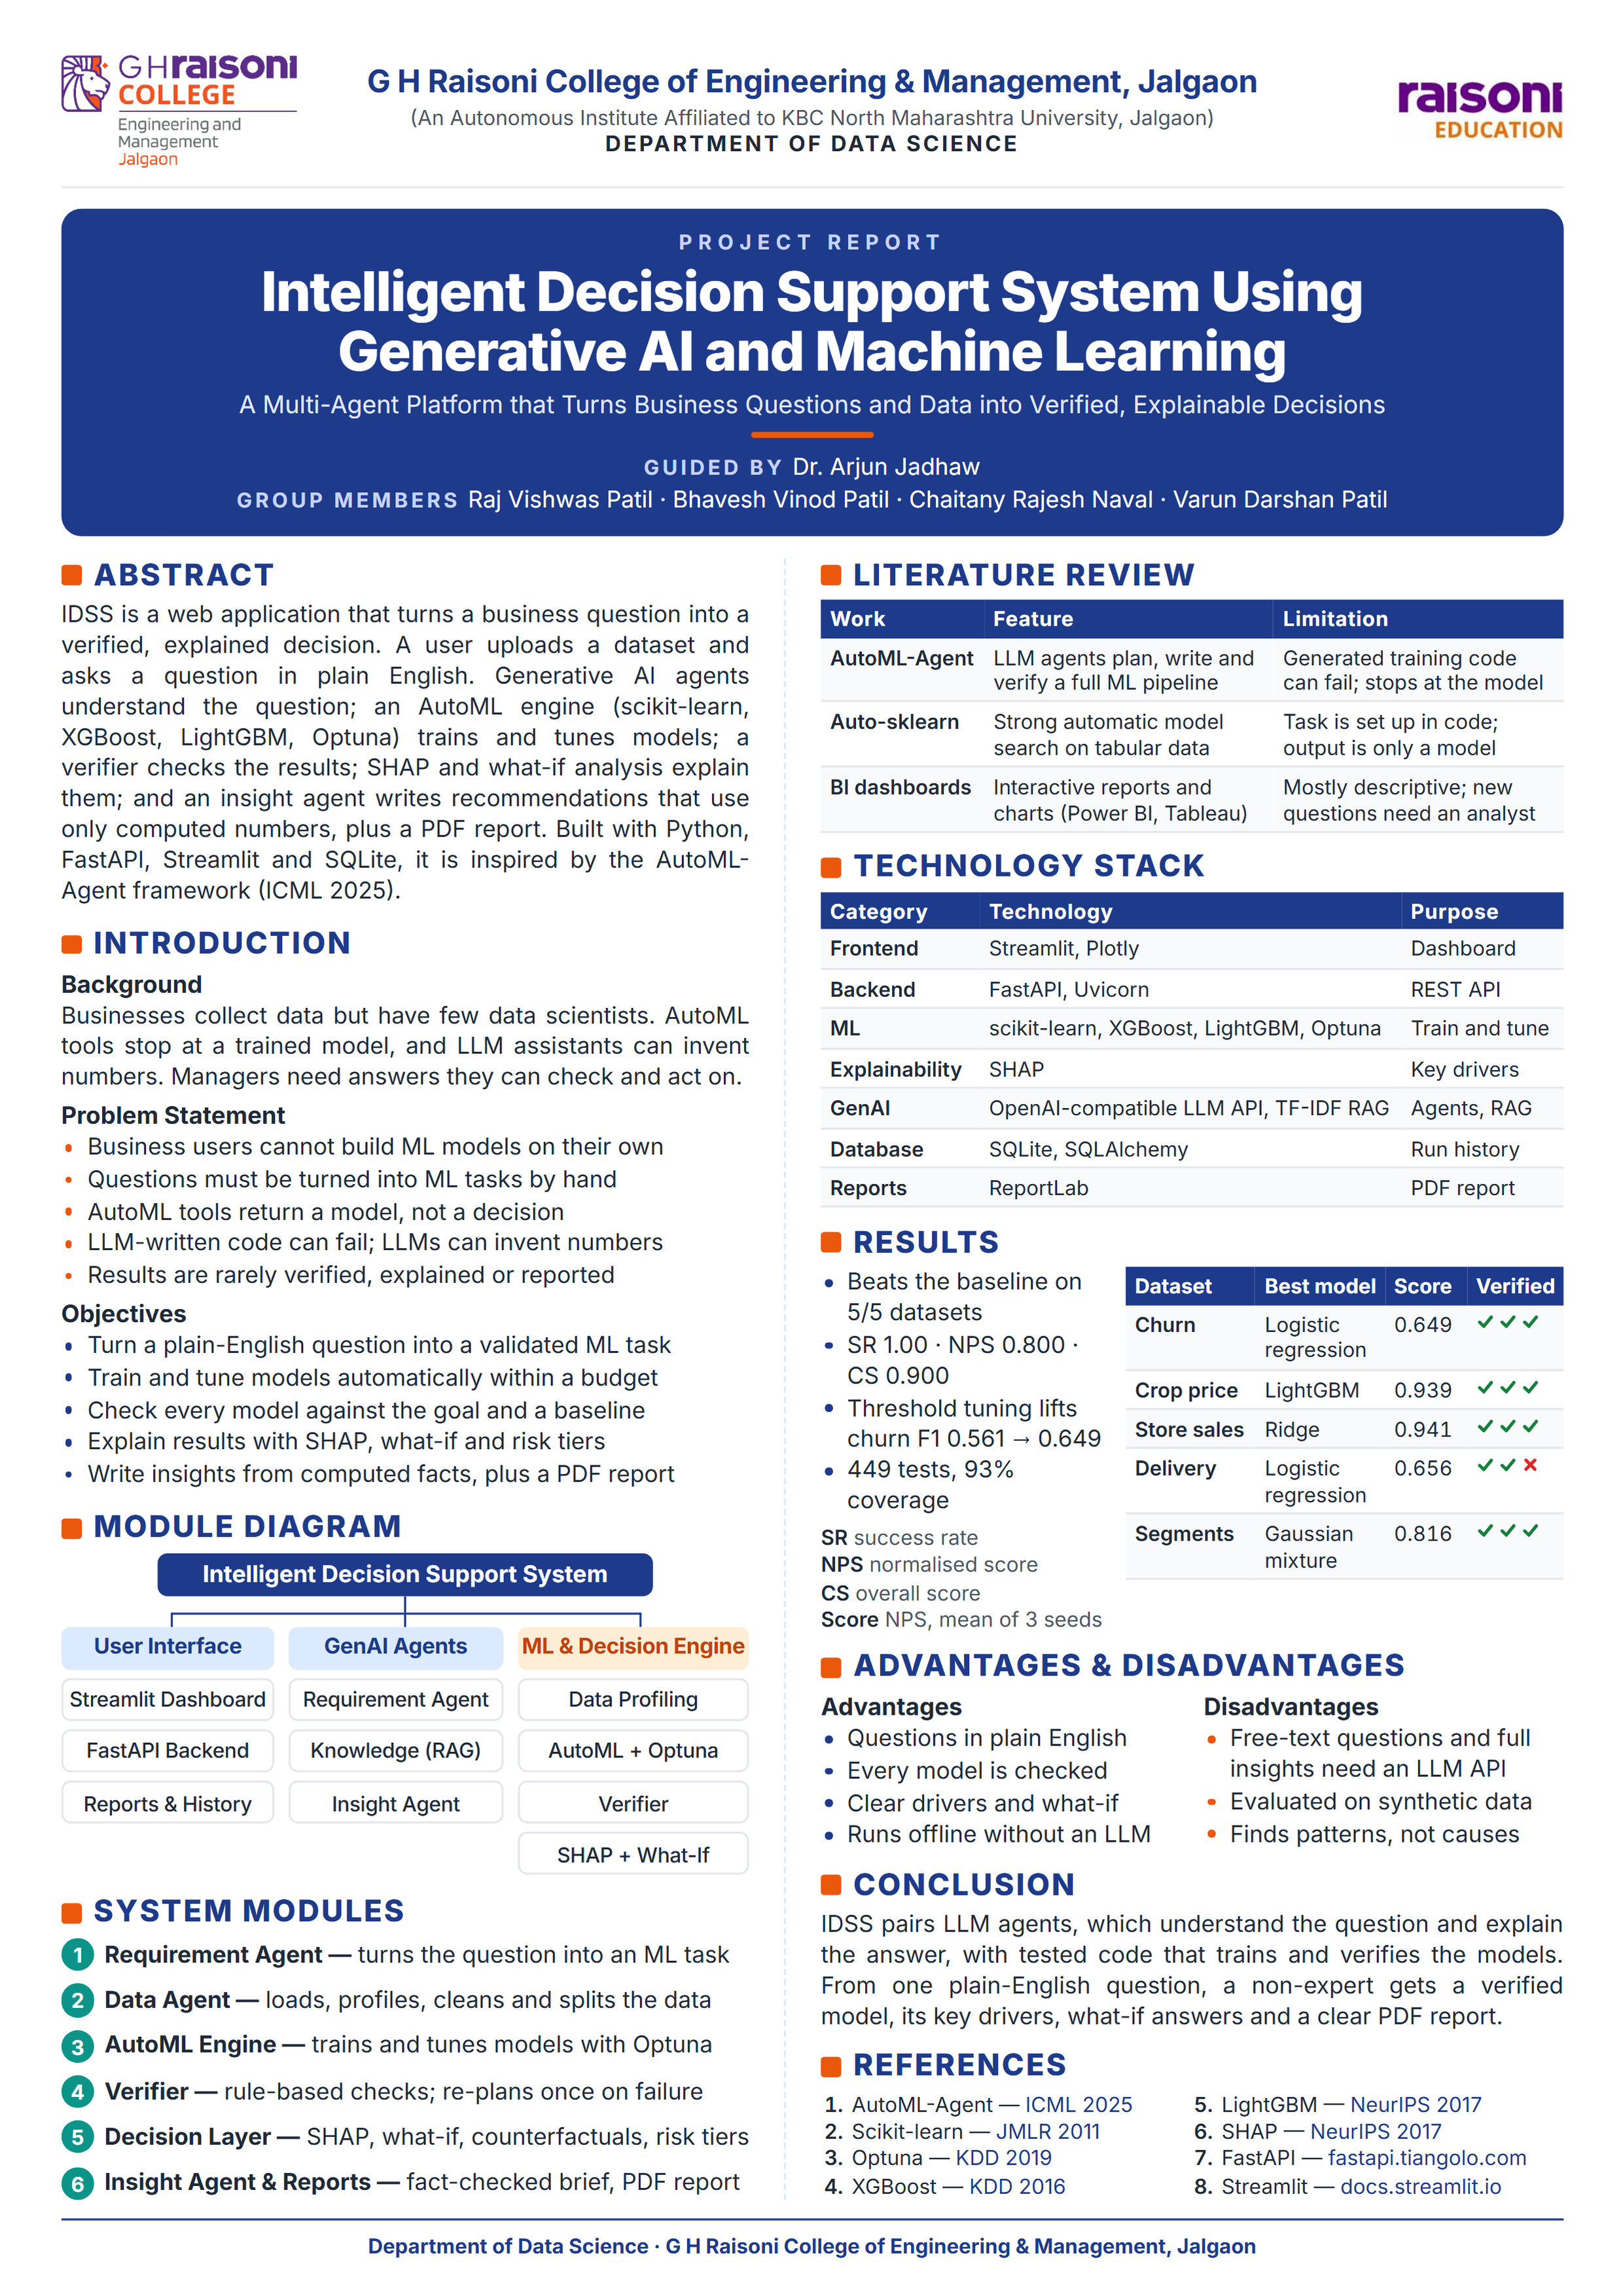 GHraisoni
COLLEGE
Engineering and
Management
Jalgaon
G H Raisoni College of Engineering & Management, Jalgaon
(An Autonomous Institute Affiliated to KBC North Maharashtra University, Jalgaon)
DEPARTMENT OF DATA SCIENCE
raisoni
EDUCATION
PROJECT REPORT
Intelligent Decision Support System Using
Generative AI and Machine Learning
A Multi-Agent Platform that Turns Business Questions and Data into Verified, Explainable Decisions
GUIDED BY Dr. Arjun Jadhaw
GROUP MEMBERS Raj Vishwas Patil · Bhavesh Vinod Patil · Chaitany Rajesh Naval · Varun Darshan Patil
ABSTRACT
IDSS is a web application that turns a business question into a
verified, explained decision. A user uploads a dataset and
asks a question in plain English. Generative AI agents
understand the question; an AutoML engine (scikit-learn,
XGBoost, LightGBM, Optuna) trains and tunes models; a
verifier checks the results; SHAP and what-if analysis explain
them; and an insight agent writes recommendations that use
only computed numbers, plus a PDF report. Built with Python,
FastAPI, Streamlit and SQLite, it is inspired by the AutoML-
Agent framework (ICML 2025).
INTRODUCTION
Background
Businesses collect data but have few data scientists. AutoML
tools stop at a trained model, and LLM assistants can invent
numbers. Managers need answers they can check and act on.
Problem Statement
• Business users cannot build ML models on their own
• Questions must be turned into ML tasks by hand
• AutoML tools return a model, not a decision
• LLM-written code can fail; LLMs can invent numbers
• Results are rarely verified, explained or reported
Objectives
• Turn a plain-English question into a validated ML task
• Train and tune models automatically within a budget
• Check every model against the goal and a baseline
• Explain results with SHAP, what-if and risk tiers
• Write insights from computed facts, plus a PDF report
MODULE DIAGRAM
Intelligent Decision Support System
User Interface GenAI Agents ML & Decision Engine
Streamlit Dashboard Requirement Agent Data Profiling
FastAPI Backend Knowledge (RAG) AutoML + Optuna
Reports & History Insight Agent Verifier
SHAP + What-If
SYSTEM MODULES
1 Requirement Agent — turns the question into an ML task
2 Data Agent — loads, profiles, cleans and splits the data
3 AutoML Engine — trains and tunes models with Optuna
4 Verifier — rule-based checks; re-plans once on failure
5 Decision Layer — SHAP, what-if, counterfactuals, risk tiers
6 Insight Agent & Reports — fact-checked brief, PDF report
LITERATURE REVIEW
Work Feature Limitation
AutoML-Agent LLM agents plan, write and Generated training code
verify a full ML pipeline can fail; stops at the model
Auto-sklearn Strong automatic model Task is set up in code;
search on tabular data output is only a model
BI dashboards Interactive reports and Mostly descriptive; new
charts (Power BI, Tableau) questions need an analyst
TECHNOLOGY STACK
Category Technology Purpose
Frontend Streamlit, Plotly Dashboard
Backend FastAPI, Uvicorn REST API
ML scikit-learn, XGBoost, LightGBM, Optuna Train and tune
Explainability SHAP Key drivers
GenAI OpenAI-compatible LLM API, TF-IDF RAG Agents, RAG
Database SQLite, SQLAlchemy Run history
Reports ReportLab PDF report
RESULTS
• Beats the baseline on
5/5 datasets
• SR 1.00 · NPS 0.800 ·
CS 0.900
• Threshold tuning lifts
churn F1 0.561 → 0.649
• 449 tests, 93%
coverage
SR success rate
NPS normalised score
CS overall score
Score NPS, mean of 3 seeds
Dataset Best model Score Verified
Churn Logistic 0.649 ✓ ✓ ✓
regression
Crop price LightGBM 0.939 ✓ ✓ ✓
Store sales Ridge 0.941 ✓ ✓ ✓
Delivery Logistic 0.656 ✓ ✓ ✗
regression
Segments Gaussian 0.816 ✓ ✓ ✓
mixture
ADVANTAGES & DISADVANTAGES
Advantages
• Questions in plain English
• Every model is checked
• Clear drivers and what-if
• Runs offline without an LLM
Disadvantages
• Free-text questions and full
insights need an LLM API
• Evaluated on synthetic data
• Finds patterns, not causes
CONCLUSION
IDSS pairs LLM agents, which understand the question and explain
the answer, with tested code that trains and verifies the models.
From one plain-English question, a non-expert gets a verified
model, its key drivers, what-if answers and a clear PDF report.
REFERENCES
1. AutoML-Agent — ICML 2025
2. Scikit-learn — JMLR 2011
3. Optuna — KDD 2019
4. XGBoost — KDD 2016
5. LightGBM — NeurIPS 2017
6. SHAP — NeurIPS 2017
7. FastAPI — fastapi.tiangolo.com
8. Streamlit — docs.streamlit.io
Department of Data Science · G H Raisoni College of Engineering & Management, Jalgaon